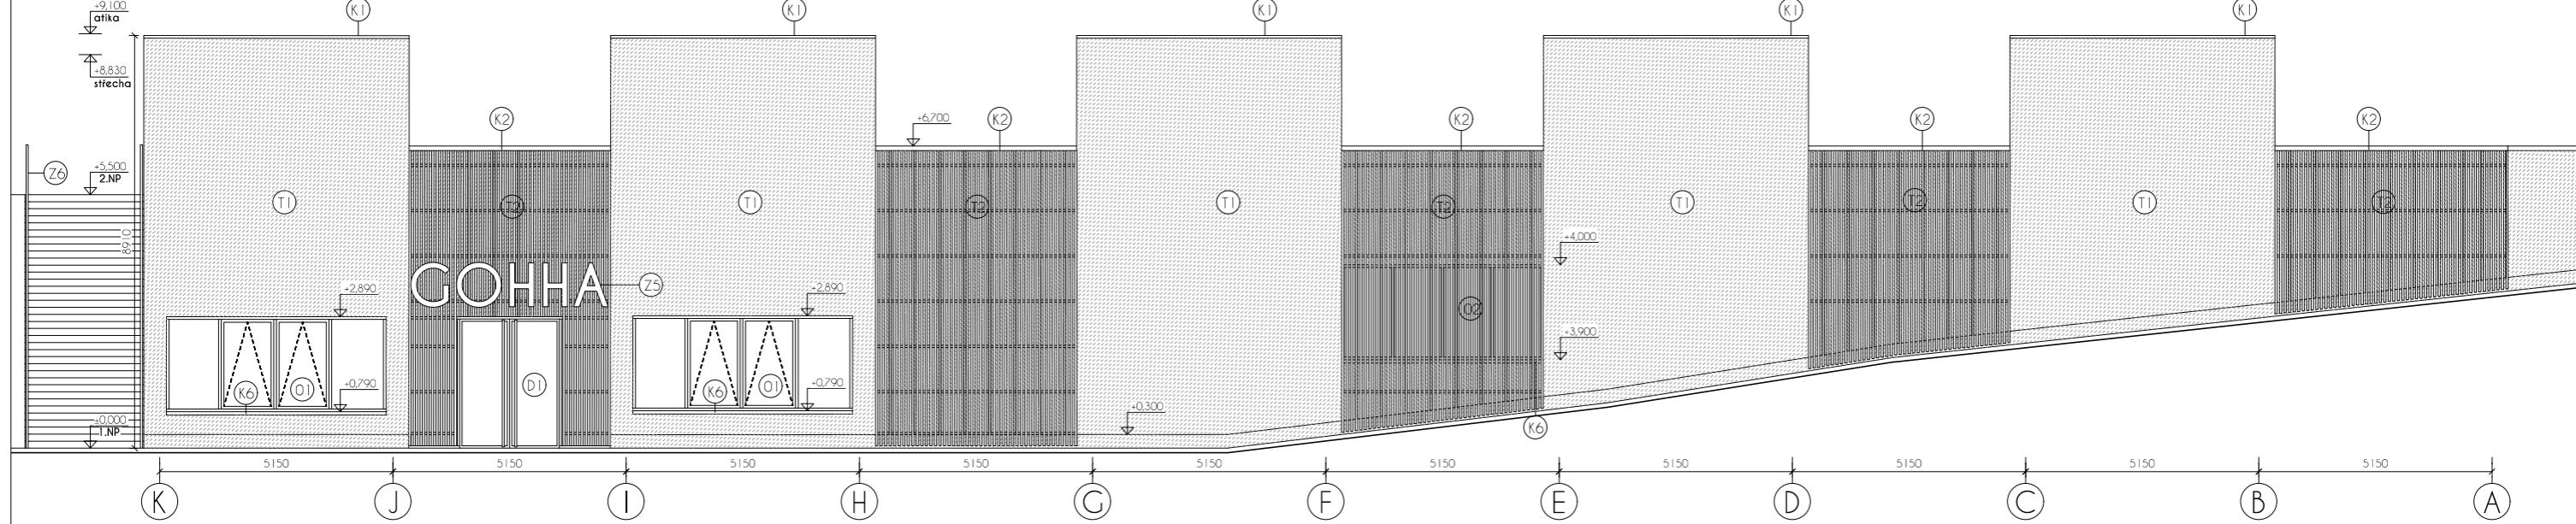 +9,100
atika
K1
K1
K1
K1
K1
+8,830
střecha
K2
K2
+6,700
K2
K2
K2
Z6
+5,500
2.NP
T1
T2
T1
T2
T1
T2
T1
T2
T1
T2
8910
+4,000
GOHHA
Z5
+2,890
+2,890
O2
+3,900
K6
O1
+0,790
D1
K6
O1
+0,790
±0,000
1.NP
+0,300
K6
5150
5150
5150
5150
5150
5150
5150
5150
5150
5150
K
J
I
H
G
F
E
D
C
B
A